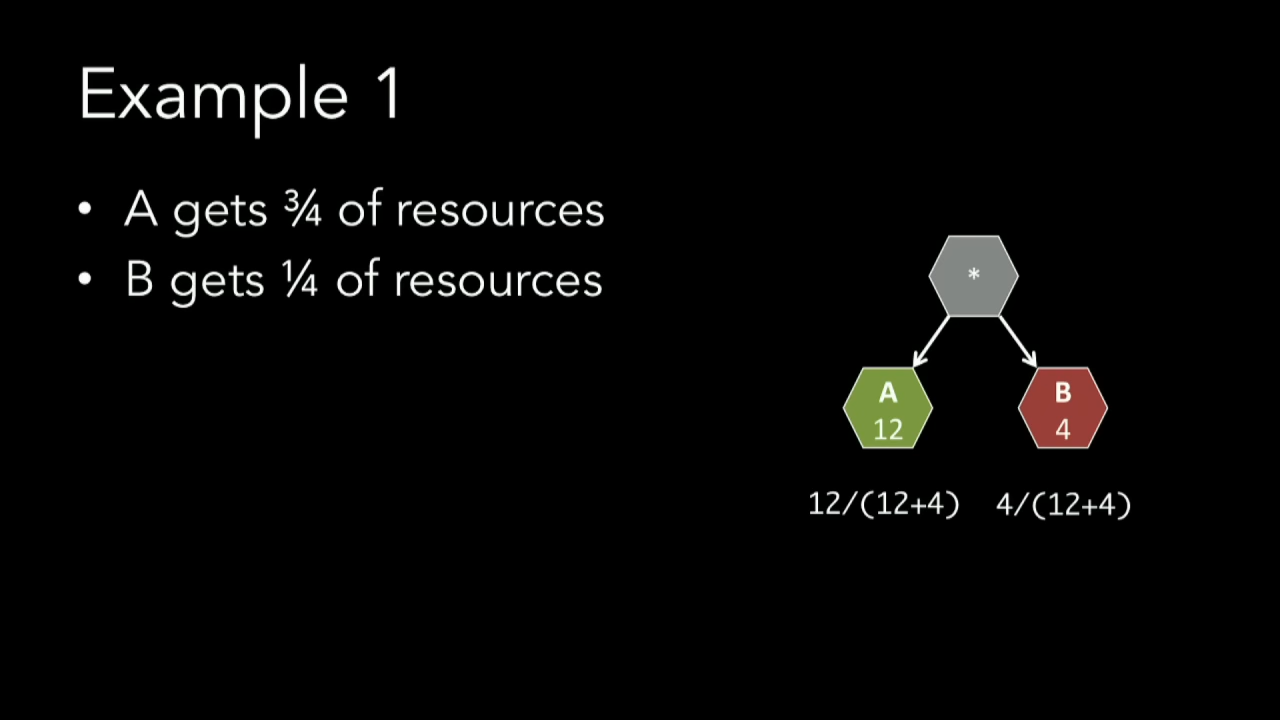 Example 1
• A gets ¾ of resources
• B gets ¼ of resources
*
A
12
B
4
12/(12+4)
4/(12+4)